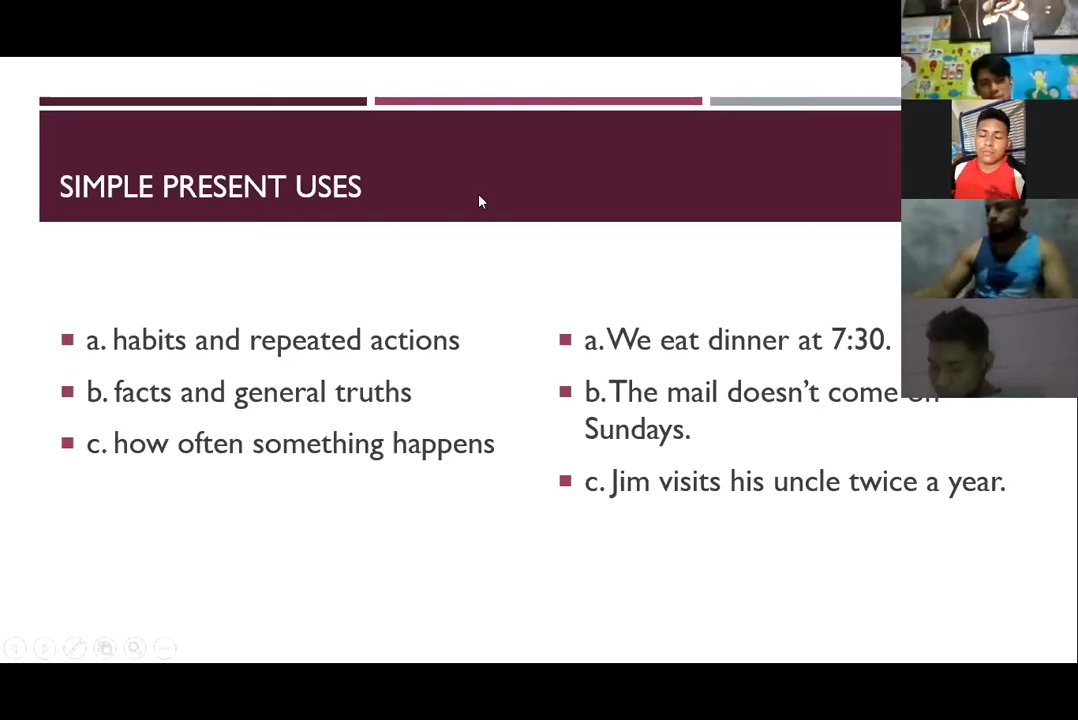 SIMPLE PRESENT USES
a. habits and repeated actions
b. facts and general truths
c. how often something happens
a. We eat dinner at 7:30.
b. The mail doesn't come on
Sundays.
c. Jim visits his uncle twice a year.